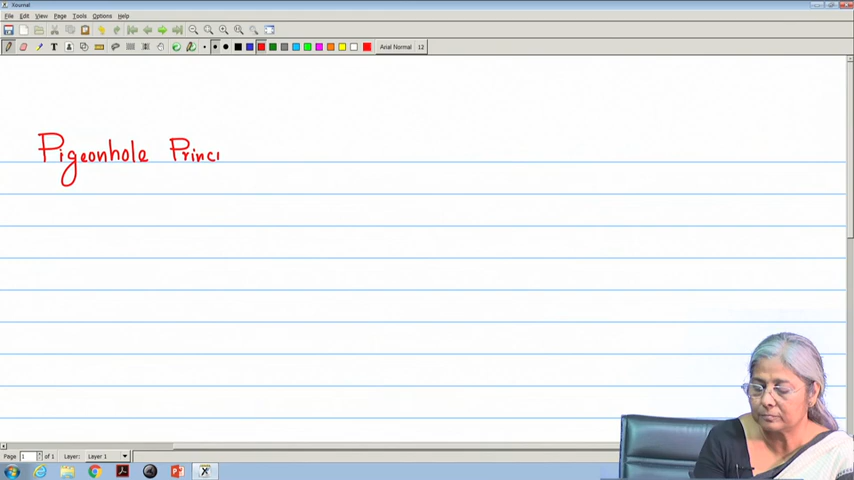 Xournal
File Edit View Page Tools Options Help
T Arial Normal 12
Pigeonhole Princi
Page 1 of 1 Layer: Layer 1